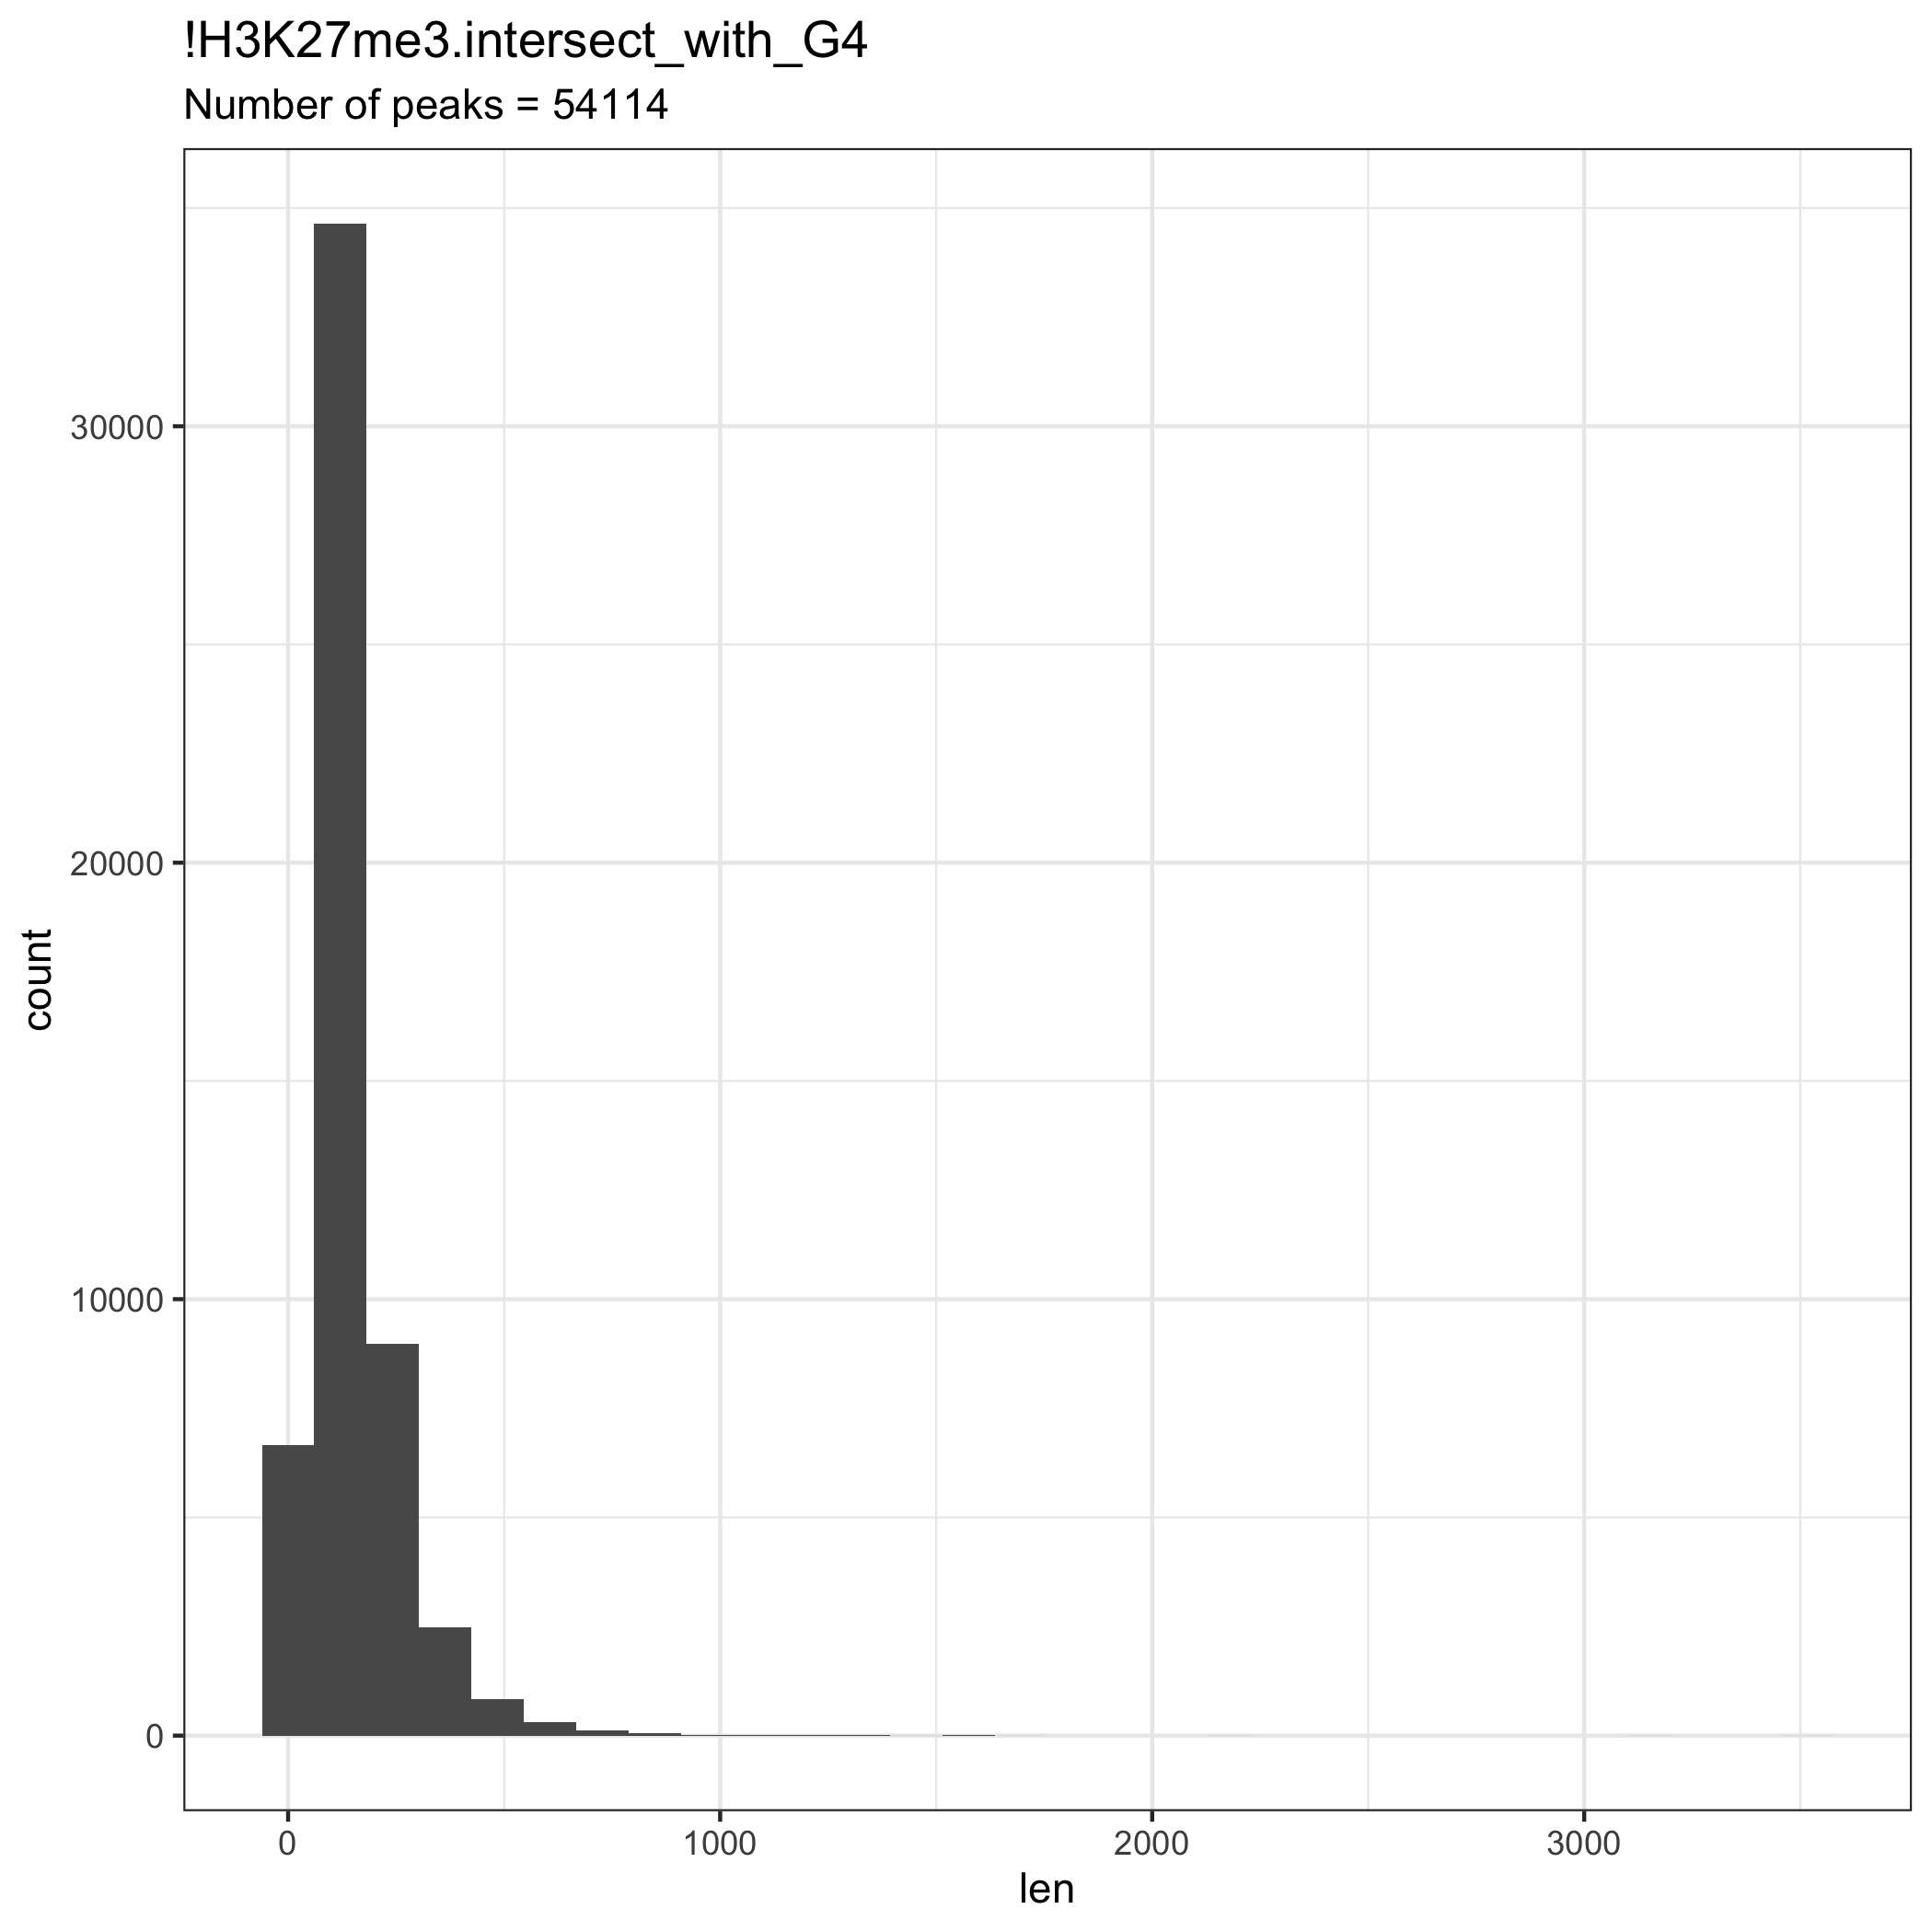 !H3K27me3.intersect_with_G4
Number of peaks = 54114
30000
20000
10000
0
count
0 1000 2000 3000
len